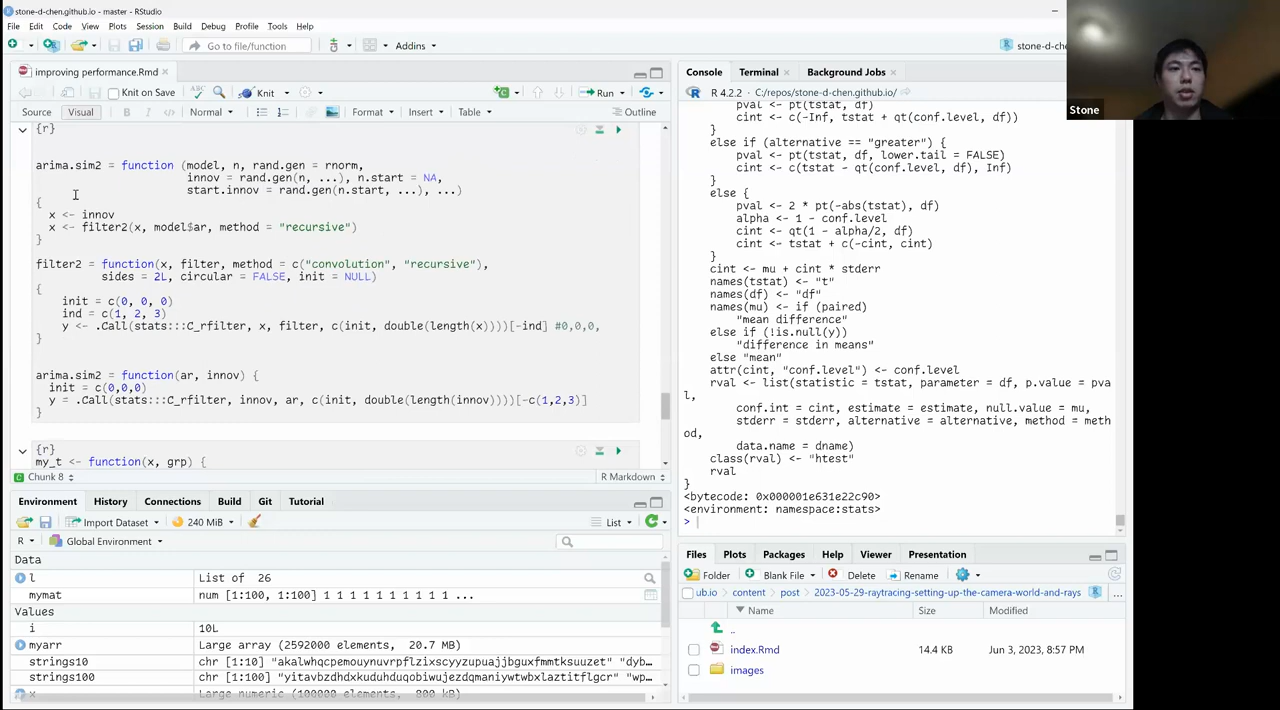 stone-d-chen.github.io - master - RStudio
File Edit Code View Plots Session Build Debug Profile Tools Help
Go to file/function
Addins
stone-d-che
improving performance.Rmd
Knit on Save
Knit
Run
Source Visual
B I </>
Normal
Format Insert Table
Outline
{r}
arima.sim2 = function (model, n, rand.gen = rnorm,
innov = rand.gen(n, ...), n.start = NA,
start.innov = rand.gen(n.start, ...), ...)
{
x <- innov
x <- filter2(x, model$ar, method = "recursive")
}
filter2 = function(x, filter, method = c("convolution", "recursive"),
sides = 2L, circular = FALSE, init = NULL)
{
init = c(0, 0, 0)
ind = c(1, 2, 3)
y <- .Call(stats:::C_rfilter, x, filter, c(init, double(length(x))))[-ind] #0,0,0,
}
arima.sim2 = function(ar, innov) {
init = c(0,0,0)
y = .Call(stats:::C_rfilter, innov, ar, c(init, double(length(innov))))[-c(1,2,3)]
}
{r}
my_t <- function(x, grp) {
Chunk 8
R Markdown
Environment History Connections Build Git Tutorial
Import Dataset
240 MiB
List
R
Global Environment
Data
l List of 26
mymat num [1:100, 1:100] 1 1 1 1 1 1 1 1 1 1 ...
Values
i 10L
myarr Large array (2592000 elements, 20.7 MB)
strings10 chr [1:10] "akalwhqcpemouynuvrpflzixscyyzupuajjbguxfmmtksuuzet" "dyb…
strings100 chr [1:100] "yitavbzdhdxkuduhduqobiwujezdqmaniywtwbxlaztitflgcr" "wp…
x Large numeric (100000 elements, 800 kB)
Console Terminal Background Jobs
R 4.2.2 · C:/repos/stone-d-chen.github.io/
pval <- pt(tstat, df)
cint <- c(-Inf, tstat + qt(conf.level, df))
}
else if (alternative == "greater") {
pval <- pt(tstat, df, lower.tail = FALSE)
cint <- c(tstat - qt(conf.level, df), Inf)
}
else {
pval <- 2 * pt(-abs(tstat), df)
alpha <- 1 - conf.level
cint <- qt(1 - alpha/2, df)
cint <- tstat + c(-cint, cint)
}
cint <- mu + cint * stderr
names(tstat) <- "t"
names(df) <- "df"
names(mu) <- if (paired)
"mean difference"
else if (!is.null(y))
"difference in means"
else "mean"
attr(cint, "conf.level") <- conf.level
rval <- list(statistic = tstat, parameter = df, p.value = pva
l,
conf.int = cint, estimate = estimate, null.value = mu,
stderr = stderr, alternative = alternative, method = meth
od,
data.name = dname)
class(rval) <- "htest"
rval
}
<bytecode: 0x000001e631e22c90>
<environment: namespace:stats>
>
Files Plots Packages Help Viewer Presentation
Folder Blank File Delete Rename
ub.io content post 2023-05-29-raytracing-setting-up-the-camera-world-and-rays
...
Name Size Modified
..
index.Rmd 14.4 KB Jun 3, 2023, 8:57 PM
images
Stone